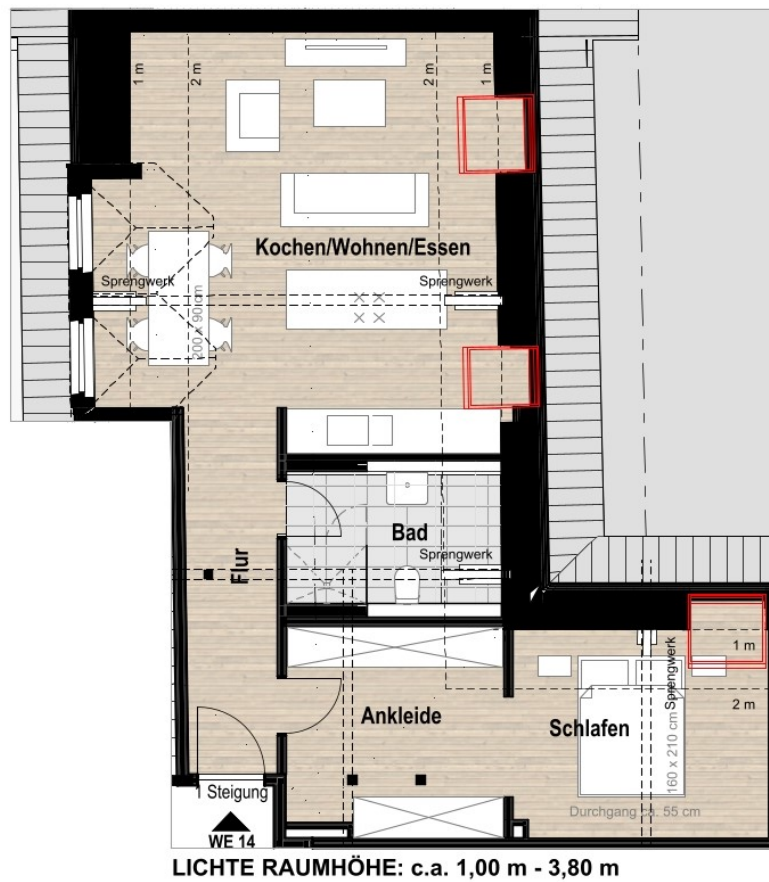 1 m
2 m
2 m
1 m
Kochen/Wohnen/Essen
Sprengwerk
Sprengwerk
200 x 90 cm
Bad
Flur
Sprengwerk
1 m
Sprengwerk
2 m
Ankleide
Schlafen
160 x 210 cm
1 Steigung
Durchgang ca. 55 cm
WE 14
LICHTE RAUMHÖHE: c.a. 1,00 m - 3,80 m